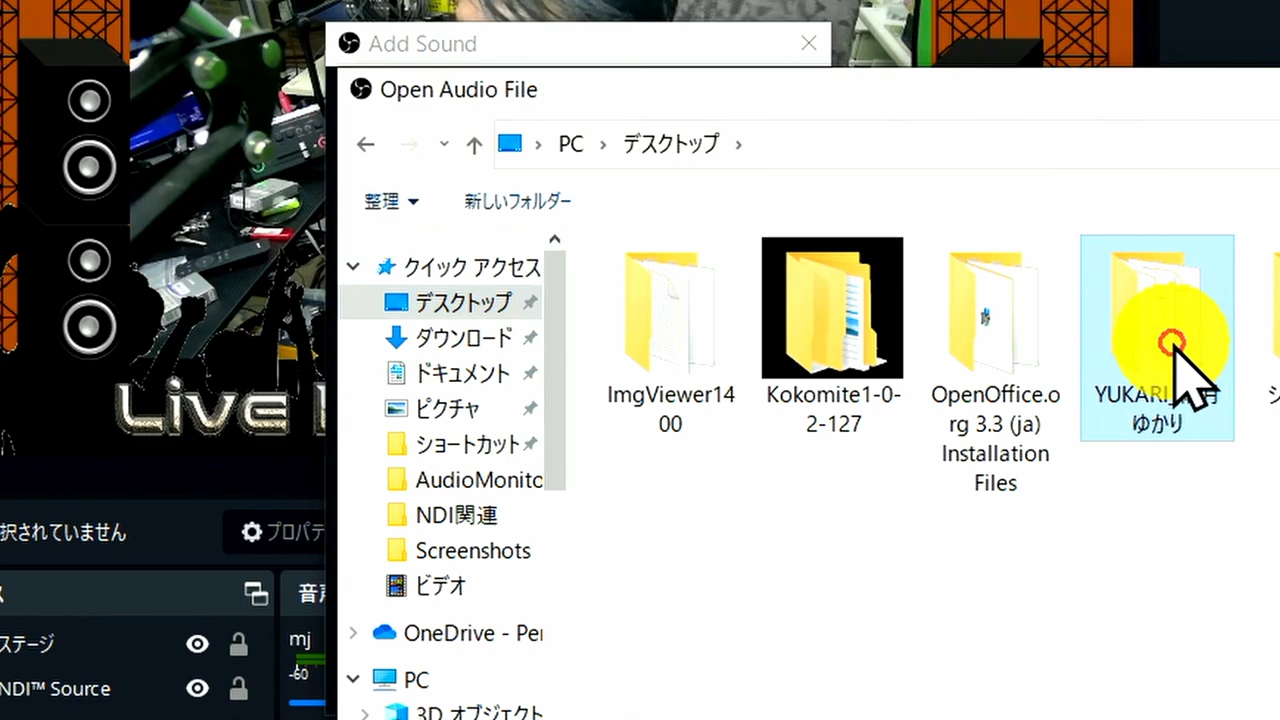 Add Sound
Open Audio File
PC
デスクトップ
整理
新しいフォルダー
クイック アクセス
デスクトップ
ダウンロード
ドキュメント
ピクチャ
ショートカット
AudioMonito
NDI関連
Screenshots
ビデオ
OneDrive - Per
PC
3D オブジェクト
ImgViewer14
00
Kokomite1-0-
2-127
OpenOffice.o
rg 3.3 (ja)
Installation
Files
YUKARI_
ゆかり
Live
択されていません
プロパテ
音声
ステージ
NDI™ Source
mj
-60